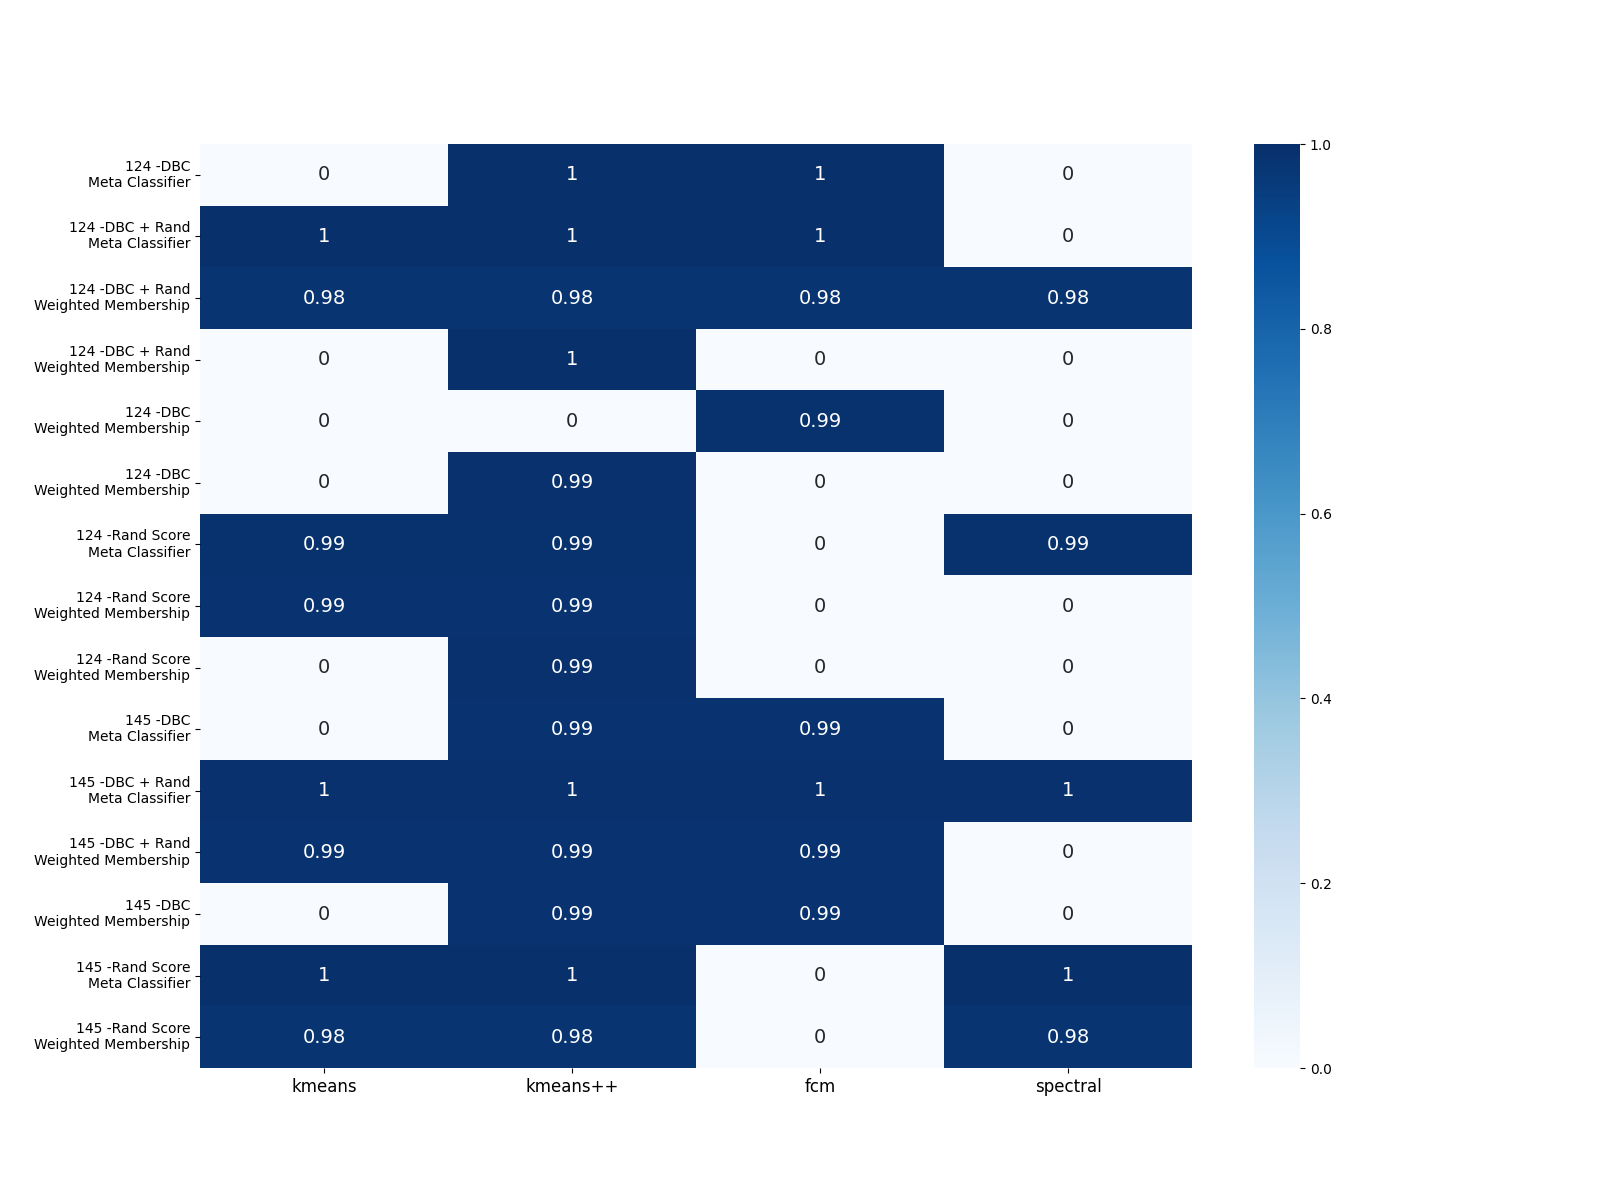 124 -DBC
Meta Classifier
0 1 1 0
124 -DBC + Rand
Meta Classifier
1 1 1 0
124 -DBC + Rand
Weighted Membership
0.98 0.98 0.98 0.98
124 -DBC + Rand
Weighted Membership
0 1 0 0
124 -DBC
Weighted Membership
0 0 0.99 0
124 -DBC
Weighted Membership
0 0.99 0 0
124 -Rand Score
Meta Classifier
0.99 0.99 0 0.99
124 -Rand Score
Weighted Membership
0.99 0.99 0 0
124 -Rand Score
Weighted Membership
0 0.99 0 0
145 -DBC
Meta Classifier
0 0.99 0.99 0
145 -DBC + Rand
Meta Classifier
1 1 1 1
145 -DBC + Rand
Weighted Membership
0.99 0.99 0.99 0
145 -DBC
Weighted Membership
0 0.99 0.99 0
145 -Rand Score
Meta Classifier
1 1 0 1
145 -Rand Score
Weighted Membership
0.98 0.98 0 0.98
kmeans kmeans++ fcm spectral
1.0
0.8
0.6
0.4
0.2
0.0